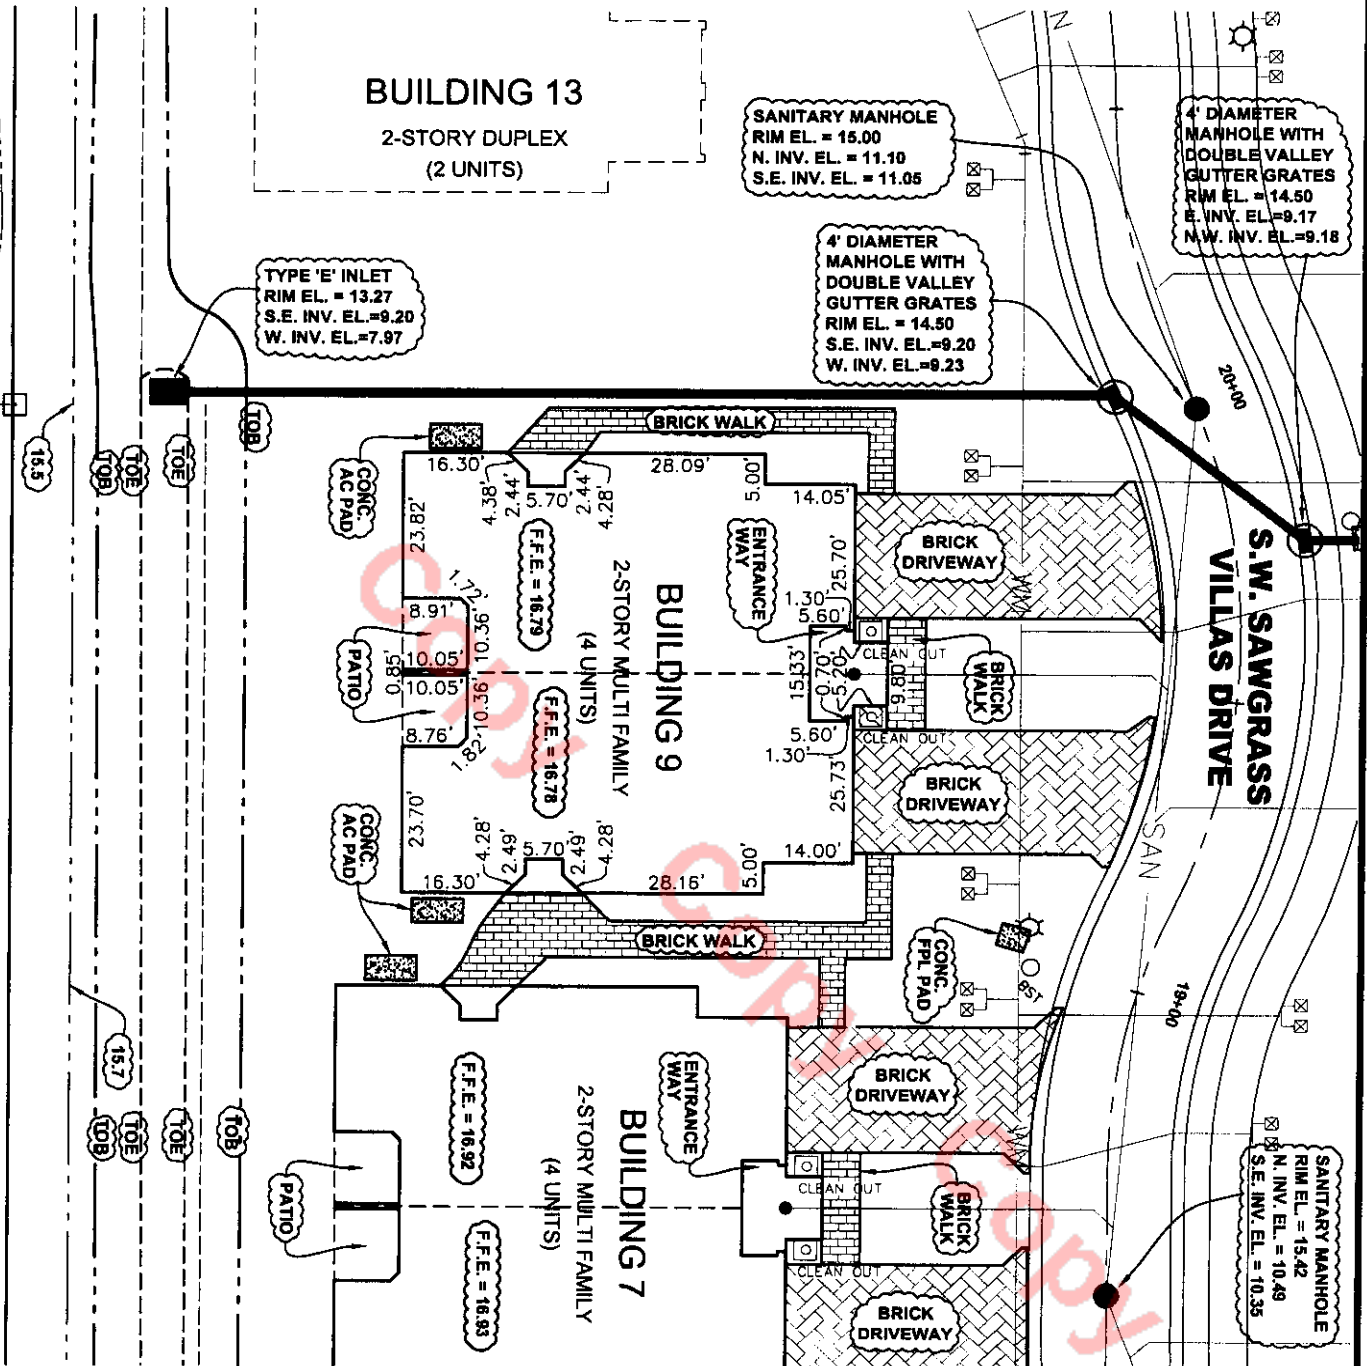 BUILDING 13
2-STORY DUPLEX
(2 UNITS)
SANITARY MANHOLE
RIM EL. = 15.00
N. INV. EL. = 11.10
S.E. INV. EL. = 11.05
4' DIAMETER
MANHOLE WITH
DOUBLE VALLEY
GUTTER GRATES
RIM EL. = 14.50
E. INV. EL.=9.17
N.W. INV. EL.=9.18
4' DIAMETER
MANHOLE WITH
DOUBLE VALLEY
GUTTER GRATES
RIM EL. = 14.50
S.E. INV. EL.=9.20
W. INV. EL.=9.23
TYPE 'E' INLET
RIM EL. = 13.27
S.E. INV. EL.=9.20
W. INV. EL.=7.97
N
20+00
S.W. SAWGRASS
VILLAS DRIVE
SAN
19+00
15.5
TOB
TOE
TOE
TOB
CONC.
AC PAD
BRICK WALK
16.30'
4.38'
2.44'
5.70'
2.44'
4.28'
28.09'
5.00'
14.05'
23.82'
F.F.E. = 16.79
ENTRANCE
WAY
25.70'
BRICK
DRIVEWAY
1.72'
8.91'
10.36'
10.05'
0.85'
10.05'
10.36'
8.76'
1.82'
PATIO
2-STORY MULTI FAMILY
(4 UNITS)
BUILDING 9
F.F.E. = 16.78
1.30'
5.60'
15.33'
0.70'
5.20'
9.80'
CLEAN OUT
BRICK
WALK
CLEAN OUT
5.60'
1.30'
25.73'
BRICK
DRIVEWAY
23.70'
CONC.
AC PAD
16.30'
4.28'
2.49'
5.70'
2.49'
4.28'
28.16'
5.00'
14.00'
BRICK WALK
CONC.
FPL PAD
BST
15.7
TOB
TOE
TOE
TOB
F.F.E. = 16.92
ENTRANCE
WAY
BRICK
DRIVEWAY
BUILDING 7
2-STORY MULTI FAMILY
(4 UNITS)
PATIO
F.F.E. = 16.93
CLEAN OUT
BRICK
WALK
CLEAN OUT
BRICK
DRIVEWAY
SANITARY MANHOLE
RIM EL. = 15.42
N. INV. EL. = 10.49
S.E. INV. EL. = 10.35
Copy
Copy
Copy